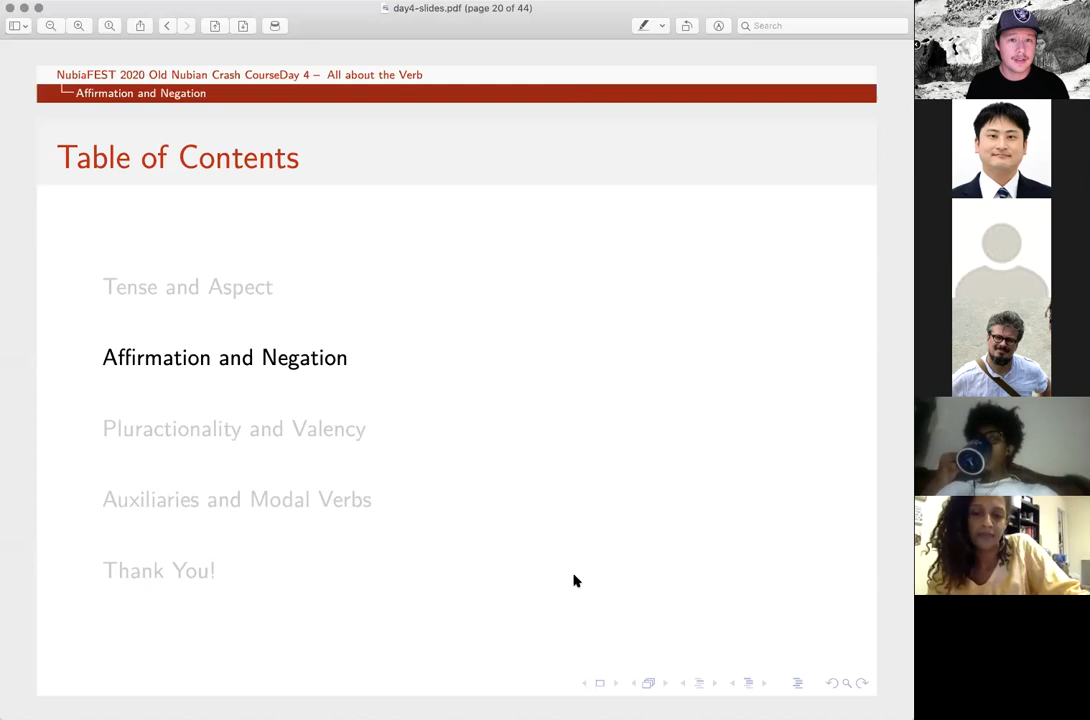 day4-slides.pdf (page 20 of 44)
Search
NubiaFEST 2020 Old Nubian Crash CourseDay 4 – All about the Verb
Affirmation and Negation
Table of Contents
Tense and Aspect
Affirmation and Negation
Pluractionality and Valency
Auxiliaries and Modal Verbs
Thank You!